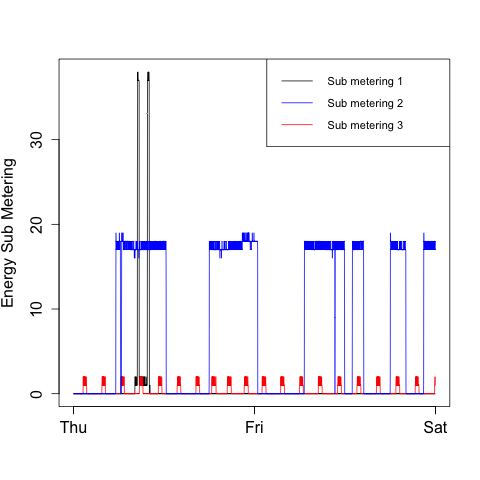 Sub metering 1
Sub metering 2
Sub metering 3
Energy Sub Metering
30
20
10
0
Thu
Fri
Sat